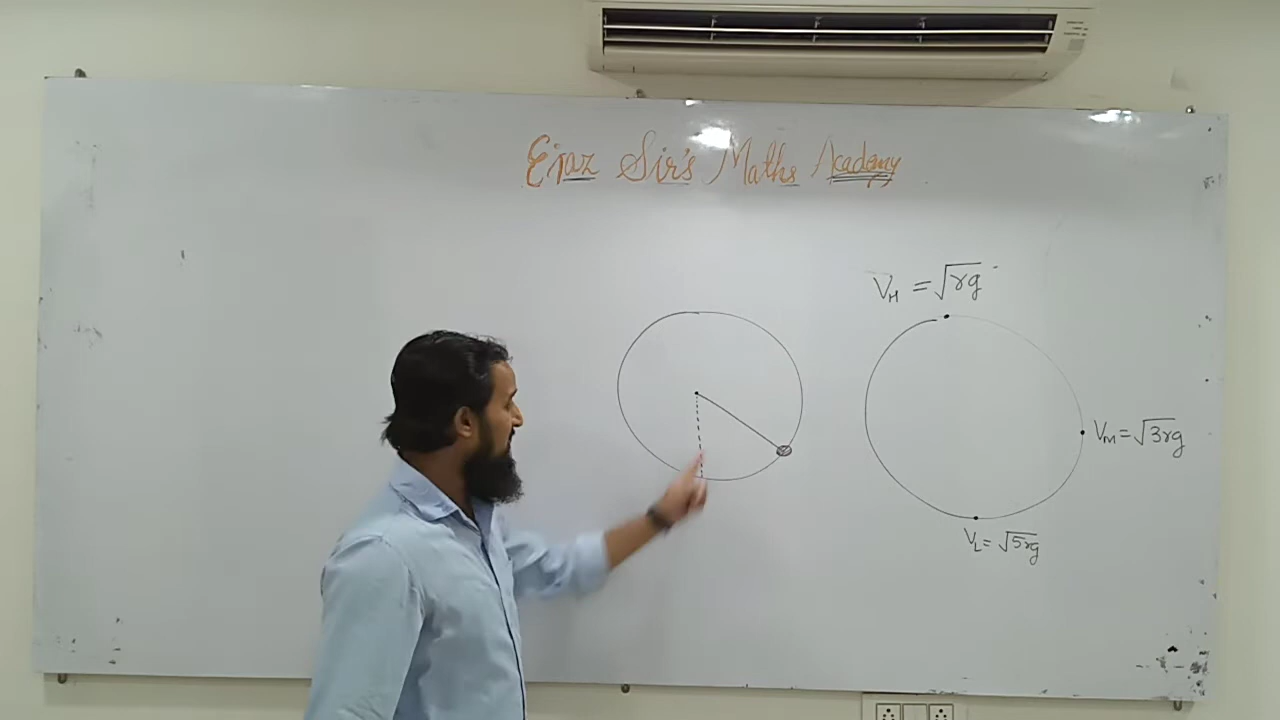 Ejaz Sir's Maths Academy
V_H = √rg
V_M = √3rg
V_L = √5rg